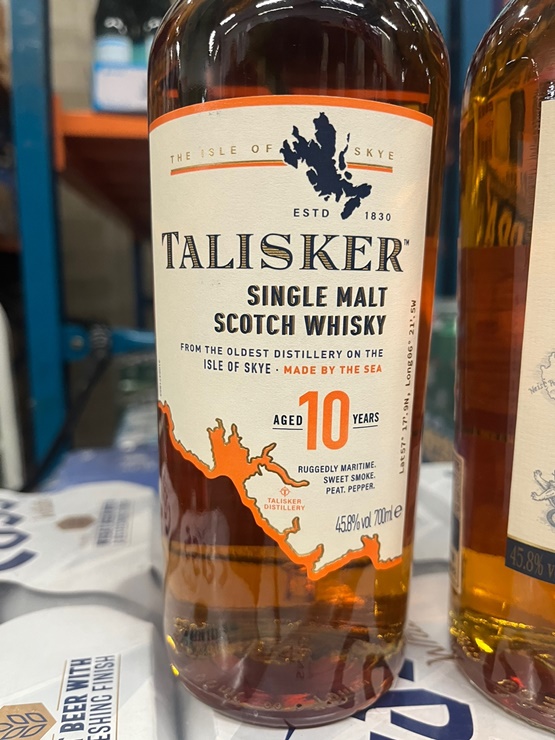 THE ISLE OF SKYE
ESTD 1830
TALISKER™
SINGLE MALT
SCOTCH WHISKY
FROM THE OLDEST DISTILLERY ON THE
ISLE OF SKYE · MADE BY THE SEA
AGED 10 YEARS
RUGGEDLY MARITIME.
SWEET SMOKE.
PEAT. PEPPER.
TALISKER
DISTILLERY
45.8% vol 700ml e
Lat57° 17'.9N, Long06° 21'.5W
45.8% v
BEER WITH
ESHING FINISH